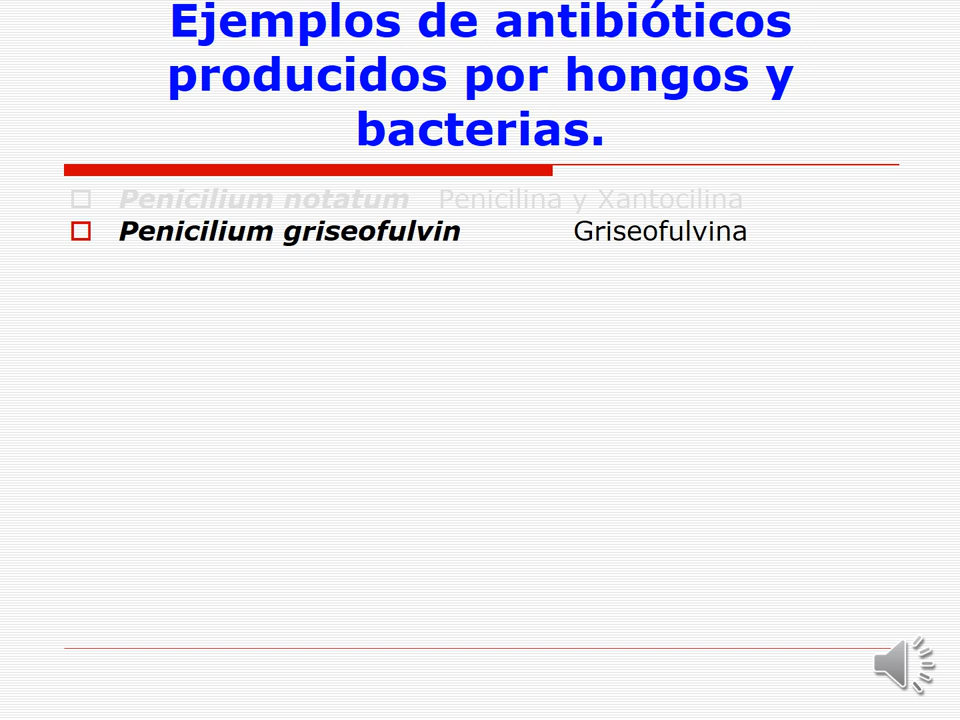 Ejemplos de antibióticos
producidos por hongos y
bacterias.
Penicilium notatum Penicilina y Xantocilina
Penicilium griseofulvin Griseofulvina